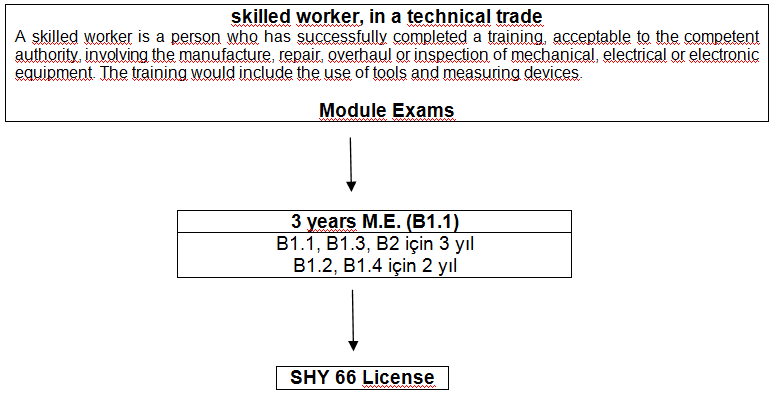 skilled worker, in a technical trade
A skilled worker is a person who has successfully completed a training, acceptable to the competent
authority, involving the manufacture, repair, overhaul or inspection of mechanical, electrical or electronic
equipment. The training would include the use of tools and measuring devices.
Module Exams
3 years M.E. (B1.1)
B1.1, B1.3, B2 için 3 yıl
B1.2, B1.4 için 2 yıl
SHY 66 License